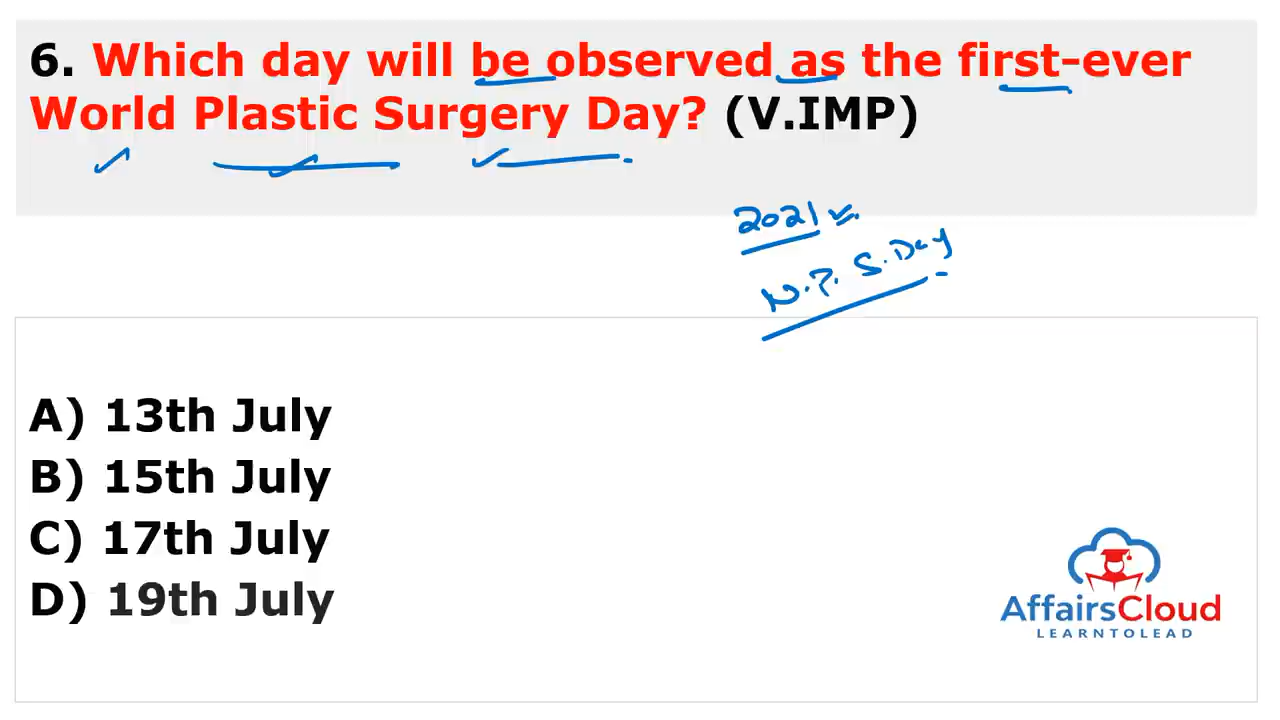 6. Which day will be observed as the first-ever
World Plastic Surgery Day? (V.IMP)
2021
N.P. S.Day
A) 13th July
B) 15th July
C) 17th July
D) 19th July
AffairsCloud
LEARNTOLEAD